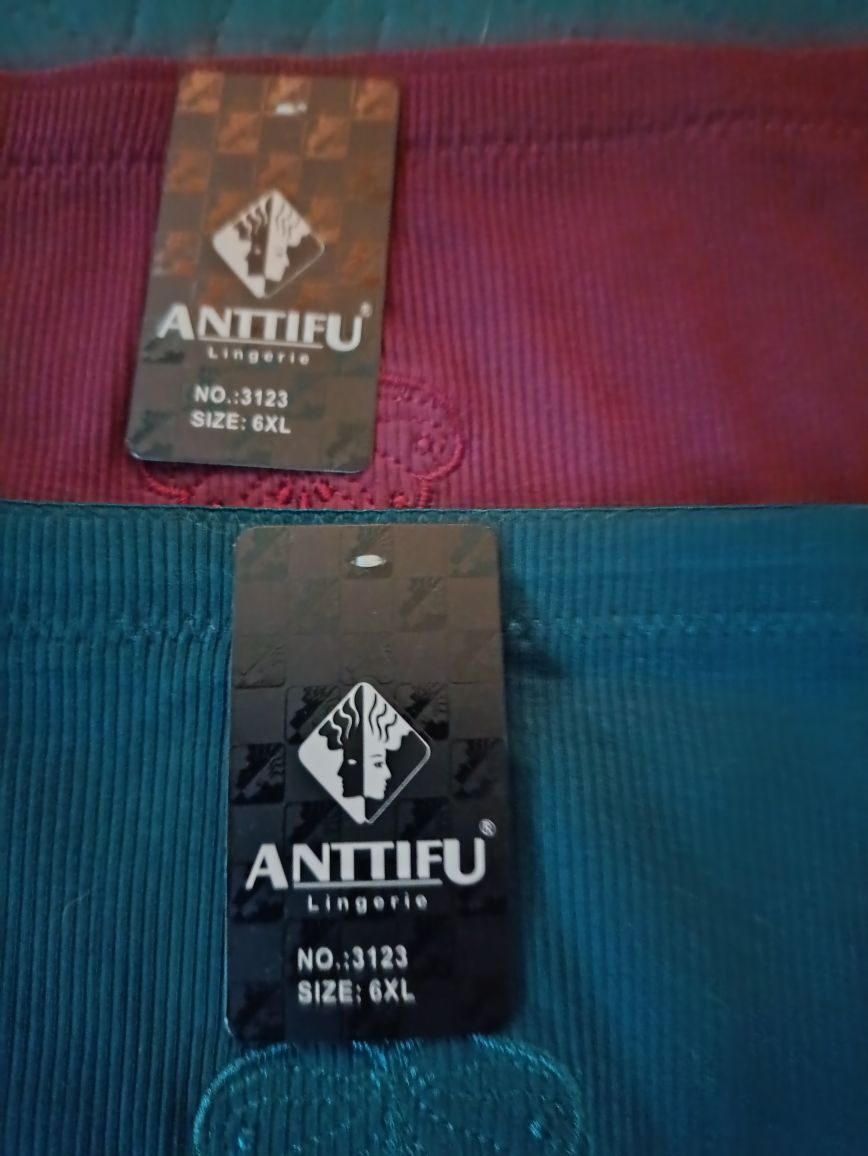 ANTTIFU®
Lingerie
NO.:3123
SIZE: 6XL
ANTTIFU®
Lingerie
NO.:3123
SIZE: 6XL